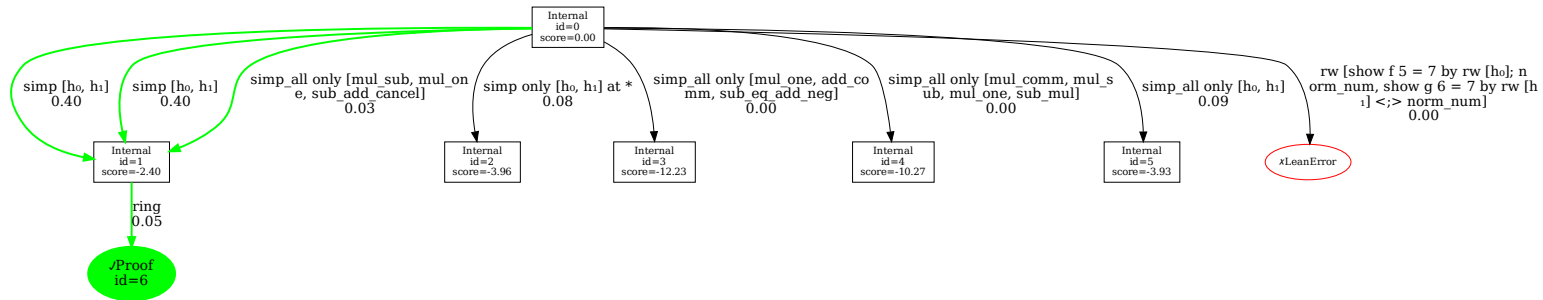 Internal
id=0
score=0.00
simp [h₀, h₁]
0.40
simp [h₀, h₁]
0.40
simp_all only [mul_sub, mul_on
e, sub_add_cancel]
0.03
simp only [h₀, h₁] at *
0.08
simp_all only [mul_one, add_co
mm, sub_eq_add_neg]
0.00
simp_all only [mul_comm, mul_s
ub, mul_one, sub_mul]
0.00
simp_all only [h₀, h₁]
0.09
rw [show f 5 = 7 by rw [h₀]; n
orm_num, show g 6 = 7 by rw [h
₁] <;> norm_num]
0.00
Internal
id=1
score=-2.40
Internal
id=2
score=-3.96
Internal
id=3
score=-12.23
Internal
id=4
score=-10.27
Internal
id=5
score=-3.93
✗LeanError
ring
0.05
✓Proof
id=6